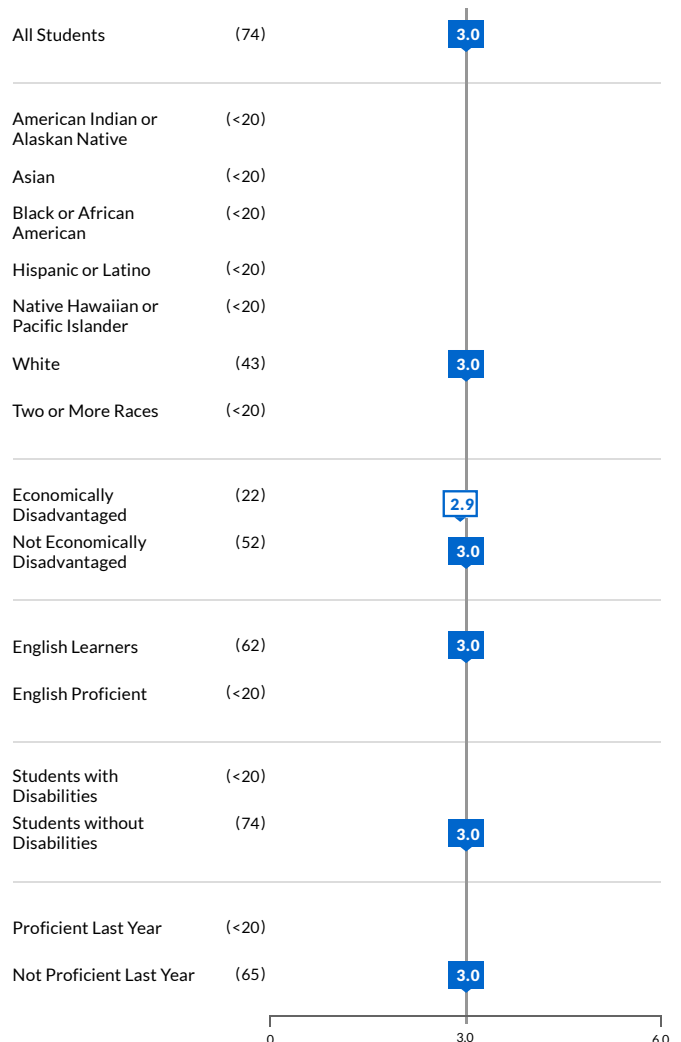 All Students (74) 3.0
American Indian or (<20)
Alaskan Native
Asian (<20)
Black or African (<20)
American
Hispanic or Latino (<20)
Native Hawaiian or (<20)
Pacific Islander
White (43) 3.0
Two or More Races (<20)
Economically (22) 2.9
Disadvantaged
Not Economically (52) 3.0
Disadvantaged
English Learners (62) 3.0
English Proficient (<20)
Students with (<20)
Disabilities
Students without (74) 3.0
Disabilities
Proficient Last Year (<20)
Not Proficient Last Year (65) 3.0
0 3.0 6.0